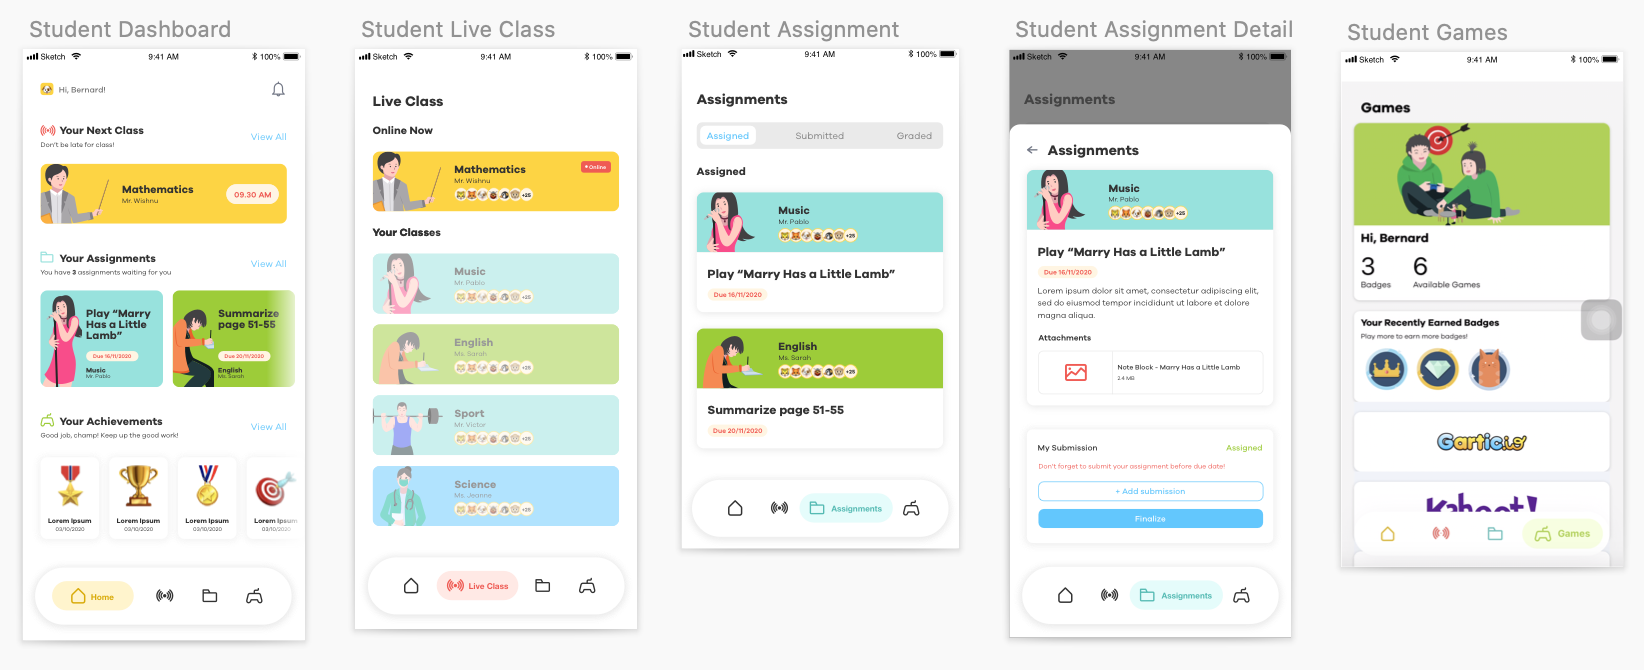 Student Dashboard
Sketch 9:41 AM 100%
Hi, Bernard!
Your Next Class
View All
Don't be late for class!
Mathematics
Mr. Wishnu
09.30 AM
Your Assignments
View All
You have 3 assignments waiting for you
Play “Marry
Has a Little
Lamb”
Due 16/11/2020
Music
Mr. Pablo
Summarize
page 51-55
Due 20/11/2020
English
Ms. Sarah
Your Achievements
View All
Good job, champ! Keep up the good work!
Lorem Ipsum
03/10/2020
Lorem Ipsum
03/10/2020
Lorem Ipsum
03/10/2020
Lorem Ipsum
03/10/2020
Home
Student Live Class
Sketch 9:41 AM 100%
Live Class
Online Now
Mathematics
Mr. Wishnu
+25
Online
Your Classes
Music
Mr. Pablo
+25
English
Ms. Sarah
+25
Sport
Mr. Victor
+25
Science
Ms. Jeanne
+25
Live Class
Student Assignment
Sketch 9:41 AM 100%
Assignments
Assigned Submitted Graded
Assigned
Music
Mr. Pablo
+25
Play “Marry Has a Little Lamb”
Due 16/11/2020
English
Ms. Sarah
+25
Summarize page 51-55
Due 20/11/2020
Assignments
Student Assignment Detail
Sketch 9:41 AM 100%
Assignments
Assignments
Music
Mr. Pablo
+25
Play “Marry Has a Little Lamb”
Due 16/11/2020
Lorem ipsum dolor sit amet, consectetur adipiscing elit,
sed do eiusmod tempor incididunt ut labore et dolore
magna aliqua.
Attachments
Note Block - Marry Has a Little Lamb
2.4 MB
My Submission
Assigned
Don't forget to submit your assignment before due date!
+ Add submission
Finalize
Assignments
Student Games
Sketch 9:41 AM 100%
Games
Hi, Bernard
3 6
Badges Available Games
Your Recently Earned Badges
Play more to earn more badges!
Gartic.io
Kahoot!
Games